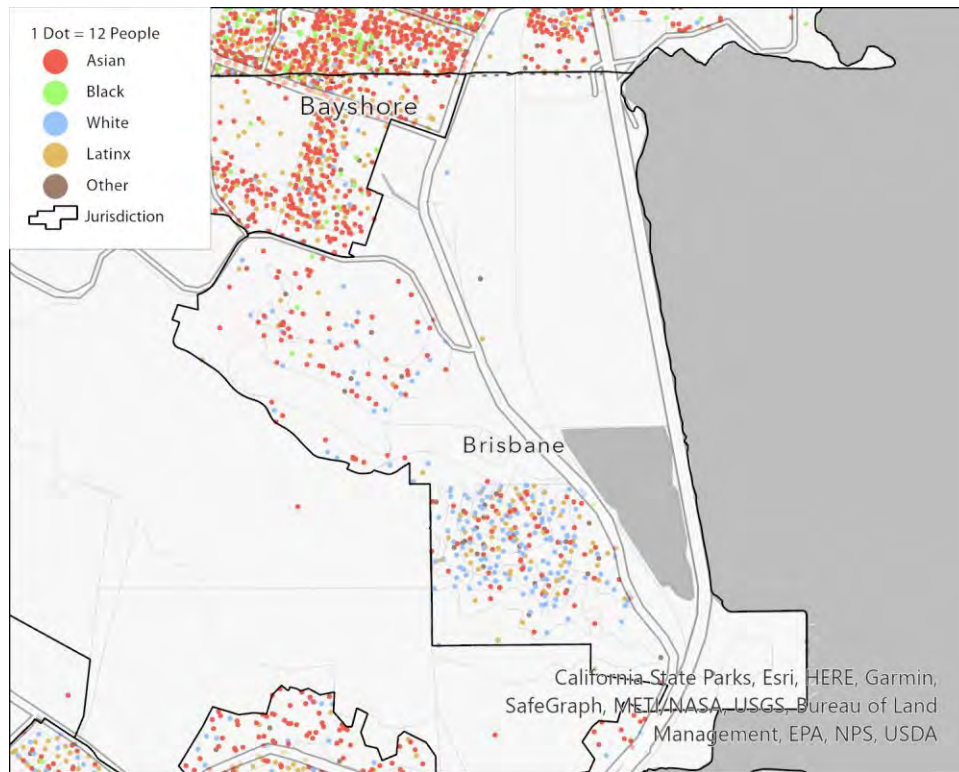 1 Dot = 12 People
Asian
Black
White
Latinx
Other
Jurisdiction
Bayshore
Brisbane
California State Parks, Esri, HERE, Garmin,
SafeGraph, METI/NASA, USGS, Bureau of Land
Management, EPA, NPS, USDA